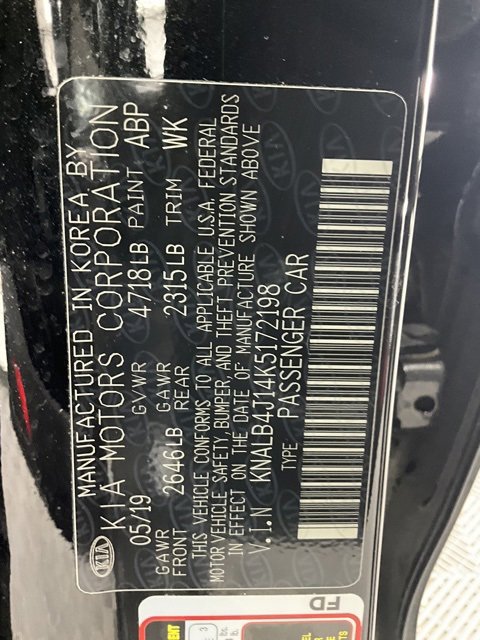 MANUFACTURED IN KOREA BY
KIA KIA MOTORS CORPORATION
05/19 GVWR 4718LB PAINT ABP
GAWR FRONT 2646LB GAWR REAR 2315LB TRIM WK
THIS VEHICLE CONFORMS TO ALL APPLICABLE U.S.A. FEDERAL
MOTOR VEHICLE SAFETY, BUMPER, AND THEFT PREVENTION STANDARDS
IN EFFECT ON THE DATE OF MANUFACTURE SHOWN ABOVE
V.I.N KNALB4J14K5172198
TYPE PASSENGER CAR
FD